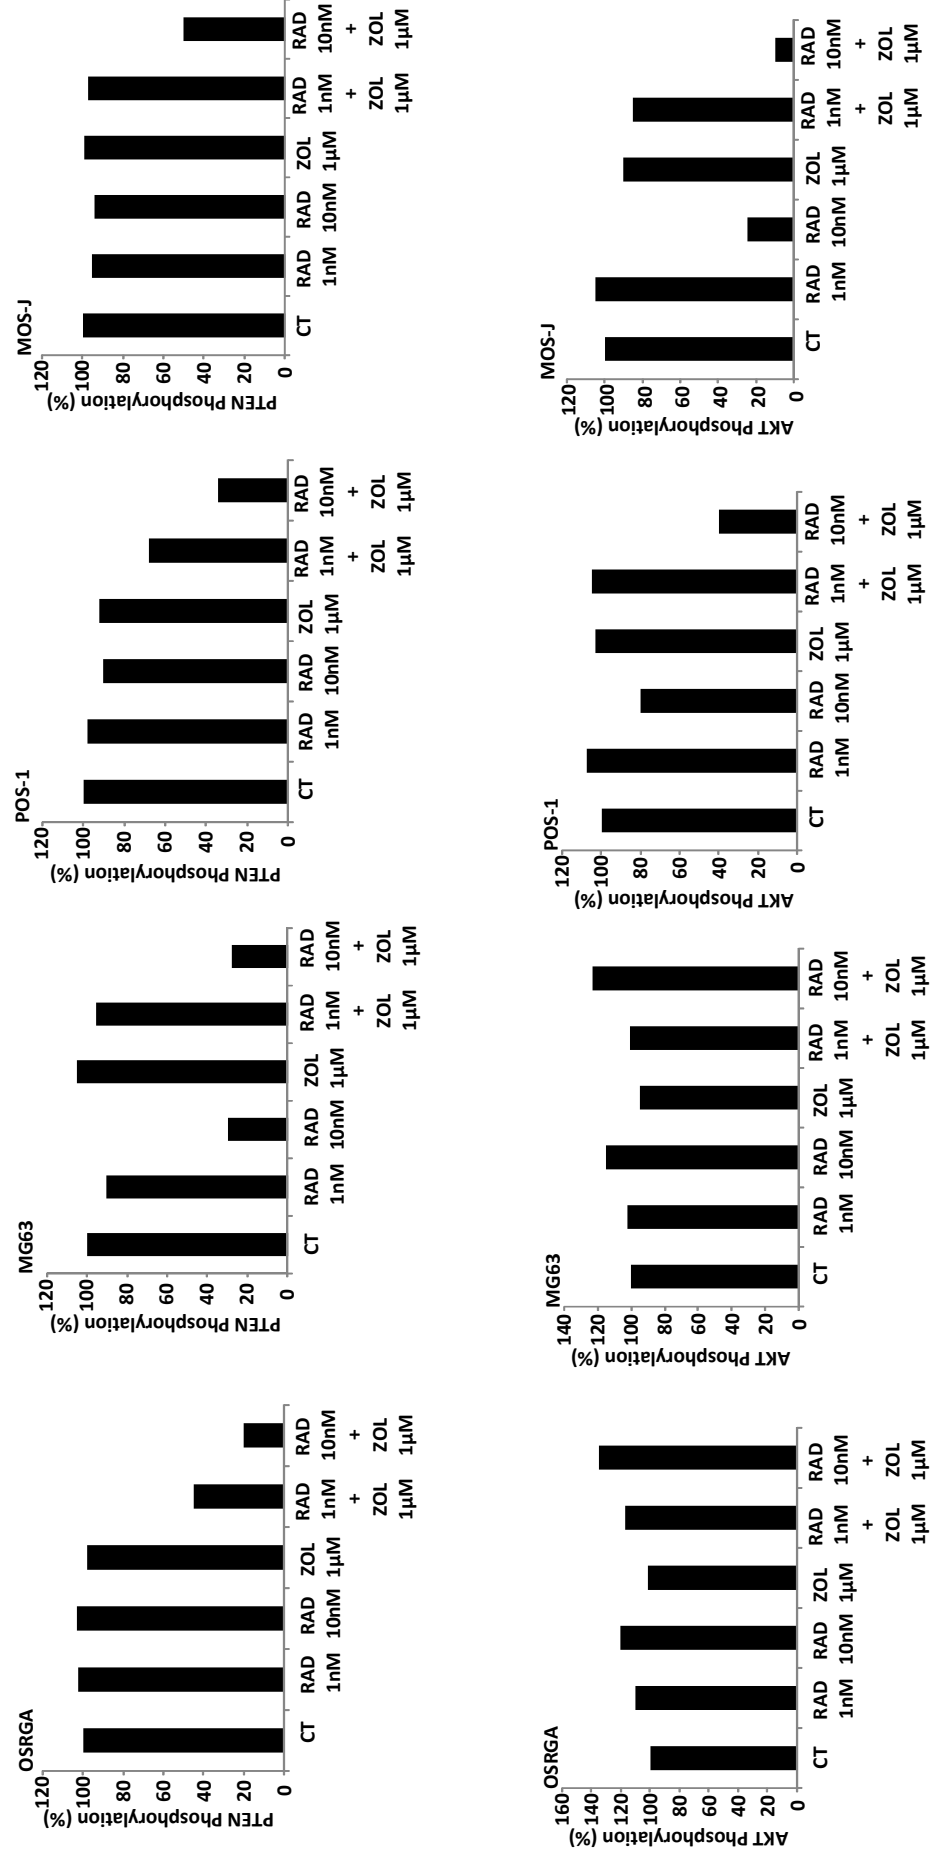 OSRGA
PTEN Phosphorylation (%)
120
100
80
60
40
20
0
CT RAD RAD ZOL RAD RAD
1nM 10nM 1µM 1nM 10nM
+ +
ZOL ZOL
1µM 1µM
MG63
PTEN Phosphorylation (%)
120
100
80
60
40
20
0
CT RAD RAD ZOL RAD RAD
1nM 10nM 1µM 1nM 10nM
+ +
ZOL ZOL
1µM 1µM
POS-1
PTEN Phosphorylation (%)
120
100
80
60
40
20
0
CT RAD RAD ZOL RAD RAD
1nM 10nM 1µM 1nM 10nM
+ +
ZOL ZOL
1µM 1µM
MOS-J
PTEN Phosphorylation (%)
120
100
80
60
40
20
0
CT RAD RAD ZOL RAD RAD
1nM 10nM 1µM 1nM 10nM
+ +
ZOL ZOL
1µM 1µM
OSRGA
AKT Phosphorylation (%)
160
140
120
100
80
60
40
20
0
CT RAD RAD ZOL RAD RAD
1nM 10nM 1µM 1nM 10nM
+ +
ZOL ZOL
1µM 1µM
MG63
AKT Phosphorylation (%)
140
120
100
80
60
40
20
0
CT RAD RAD ZOL RAD RAD
1nM 10nM 1µM 1nM 10nM
+ +
ZOL ZOL
1µM 1µM
POS-1
AKT Phosphorylation (%)
120
100
80
60
40
20
0
CT RAD RAD ZOL RAD RAD
1nM 10nM 1µM 1nM 10nM
+ +
ZOL ZOL
1µM 1µM
MOS-J
AKT Phosphorylation (%)
120
100
80
60
40
20
0
CT RAD RAD ZOL RAD RAD
1nM 10nM 1µM 1nM 10nM
+ +
ZOL ZOL
1µM 1µM